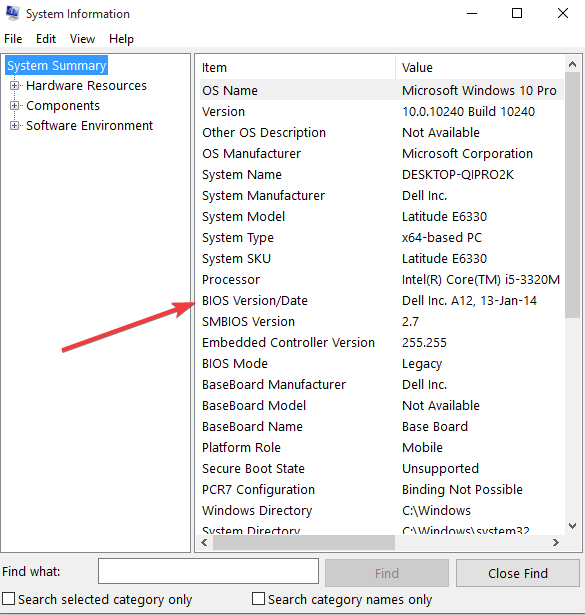 System Information
File Edit View Help
System Summary
Hardware Resources
Components
Software Environment
Item Value
OS Name Microsoft Windows 10 Pro
Version 10.0.10240 Build 10240
Other OS Description Not Available
OS Manufacturer Microsoft Corporation
System Name DESKTOP-QIPRO2K
System Manufacturer Dell Inc.
System Model Latitude E6330
System Type x64-based PC
System SKU Latitude E6330
Processor Intel(R) Core(TM) i5-3320M
BIOS Version/Date Dell Inc. A12, 13-Jan-14
SMBIOS Version 2.7
Embedded Controller Version 255.255
BIOS Mode Legacy
BaseBoard Manufacturer Dell Inc.
BaseBoard Model Not Available
BaseBoard Name Base Board
Platform Role Mobile
Secure Boot State Unsupported
PCR7 Configuration Binding Not Possible
Windows Directory C:\Windows
System Directory C:\Windows\system32
Find what: Find Close Find
Search selected category only Search category names only